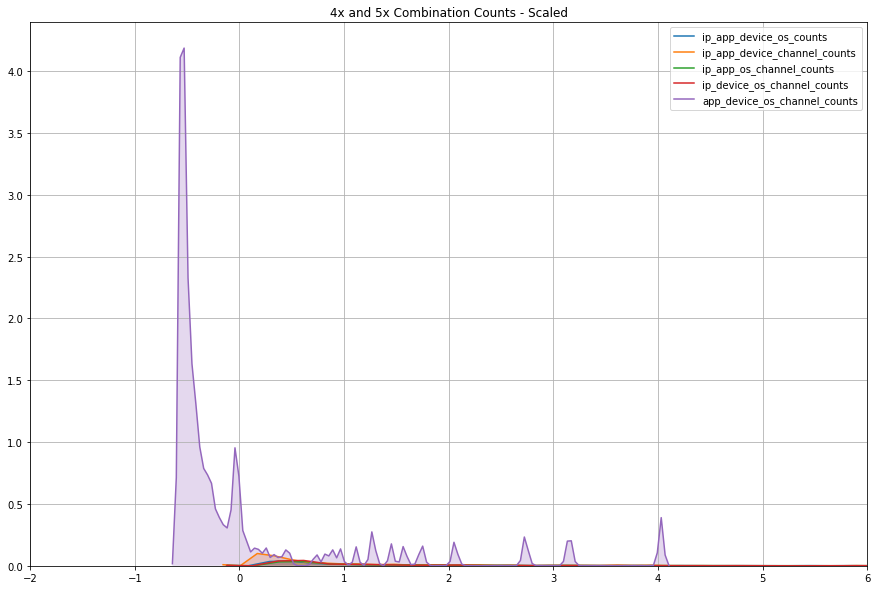 4x and 5x Combination Counts - Scaled
ip_app_device_os_counts
ip_app_device_channel_counts
ip_app_os_channel_counts
ip_device_os_channel_counts
app_device_os_channel_counts
4.0
3.5
3.0
2.5
2.0
1.5
1.0
0.5
0.0
−2 −1 0 1 2 3 4 5 6